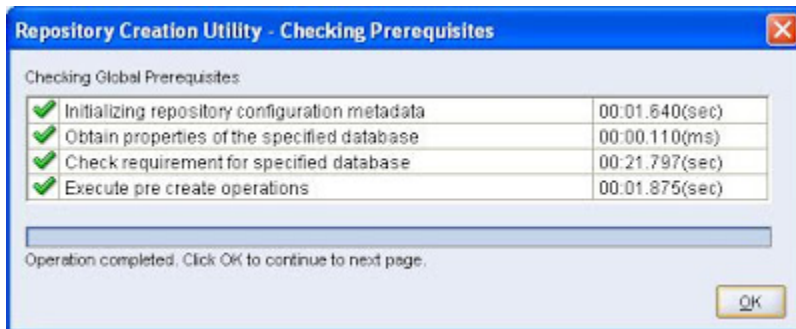 Repository Creation Utility - Checking Prerequisites
Checking Global Prerequisites
Initializing repository configuration metadata 00:01.640(sec)
Obtain properties of the specified database 00:00.110(ms)
Check requirement for specified database 00:21.797(sec)
Execute pre create operations 00:01.875(sec)
Operation completed. Click OK to continue to next page.
OK